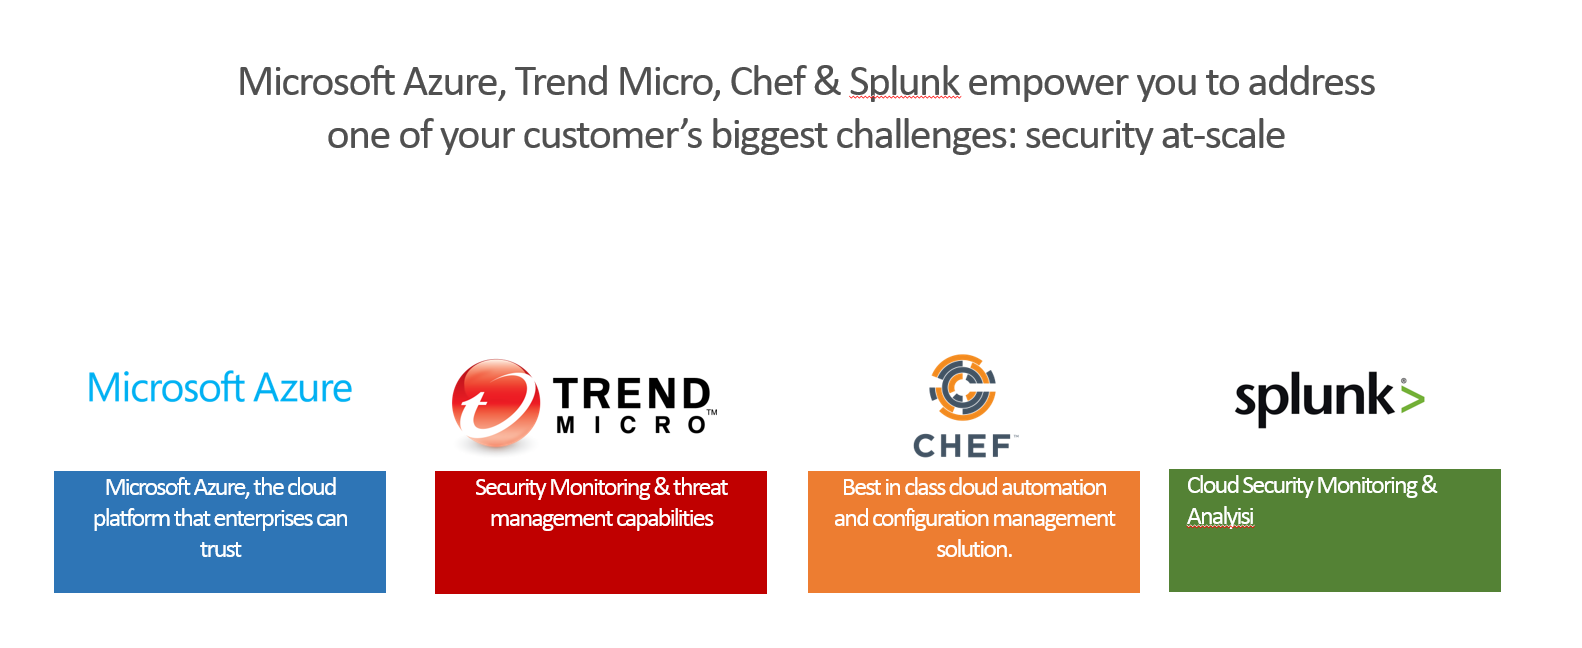 Microsoft Azure, Trend Micro, Chef & Splunk empower you to address
one of your customer’s biggest challenges: security at-scale
Microsoft Azure
TREND
MICRO™
CHEF™
splunk>®
Microsoft Azure, the cloud
platform that enterprises can
trust
Security Monitoring & threat
management capabilities
Best in class cloud automation
and configuration management
solution.
Cloud Security Monitoring &
Analyisi